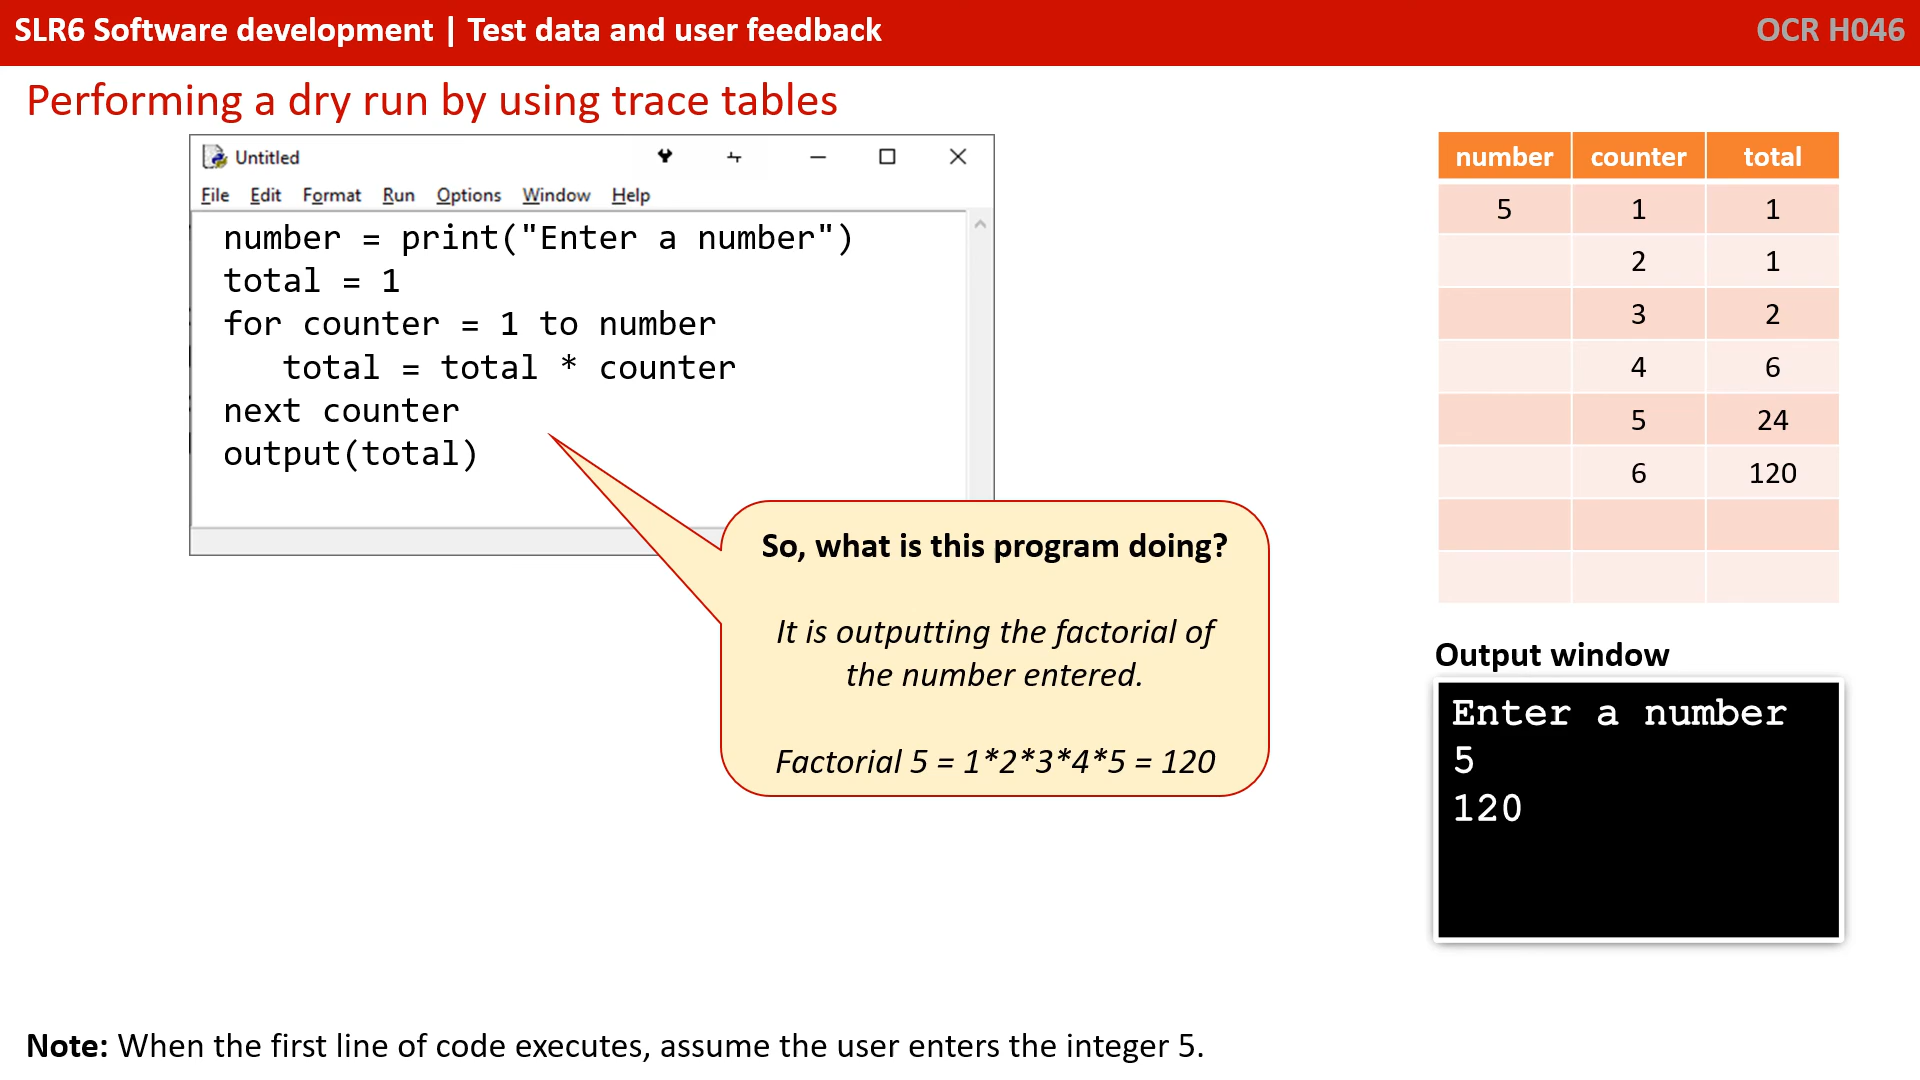 SLR6 Software development | Test data and user feedback
OCR H046
Performing a dry run by using trace tables
Untitled
File Edit Format Run Options Window Help
number = print("Enter a number")
total = 1
for counter = 1 to number
total = total * counter
next counter
output(total)
So, what is this program doing?
It is outputting the factorial of
the number entered.
Factorial 5 = 1*2*3*4*5 = 120
number counter total
5 1 1
2 1
3 2
4 6
5 24
6 120
Output window
Enter a number
5
120
Note: When the first line of code executes, assume the user enters the integer 5.